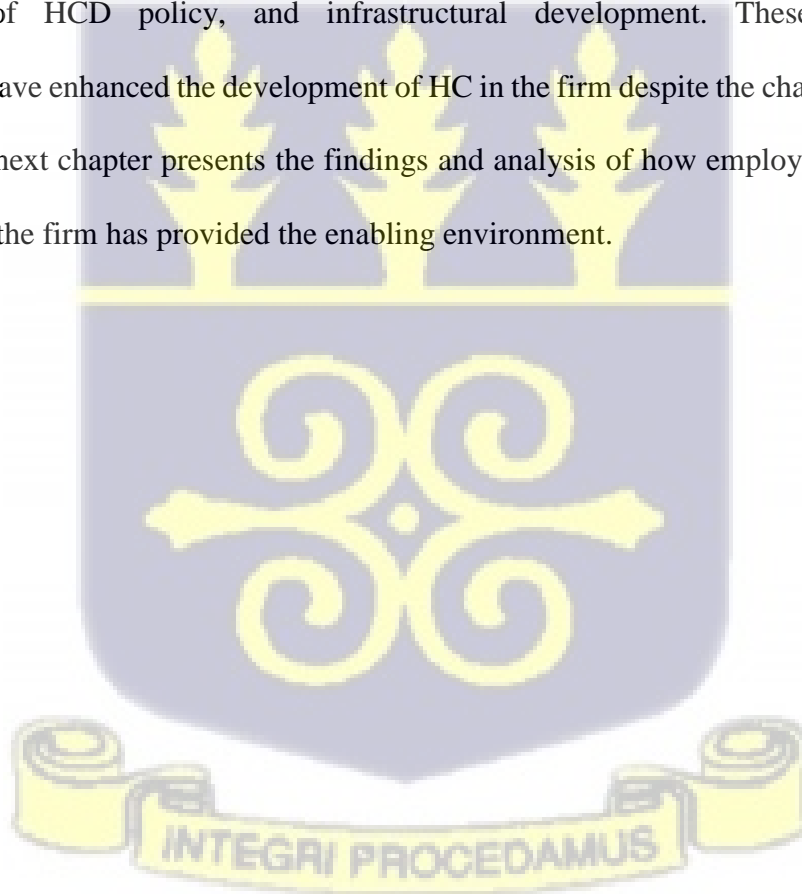 of HCD policy, and infrastructural development. These
ave enhanced the development of HC in the firm despite the cha
next chapter presents the findings and analysis of how employ
the firm has provided the enabling environment.
INTEGRI PROCEDAMUS